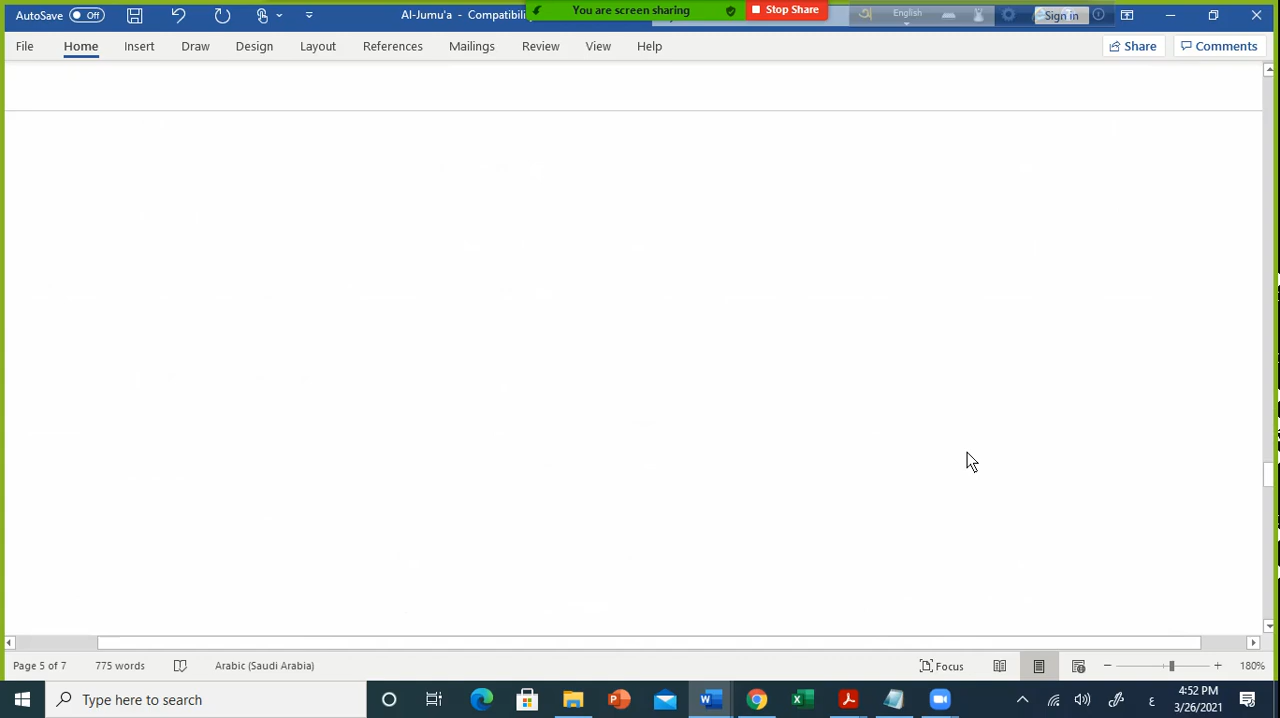 AutoSave Off
Al-Jumu'a - Compatibili
You are screen sharing
Stop Share
English
Sign in
File Home Insert Draw Design Layout References Mailings Review View Help
Share Comments
Page 5 of 7 775 words Arabic (Saudi Arabia) Focus 180%
Type here to search
ع
4:52 PM
3/26/2021